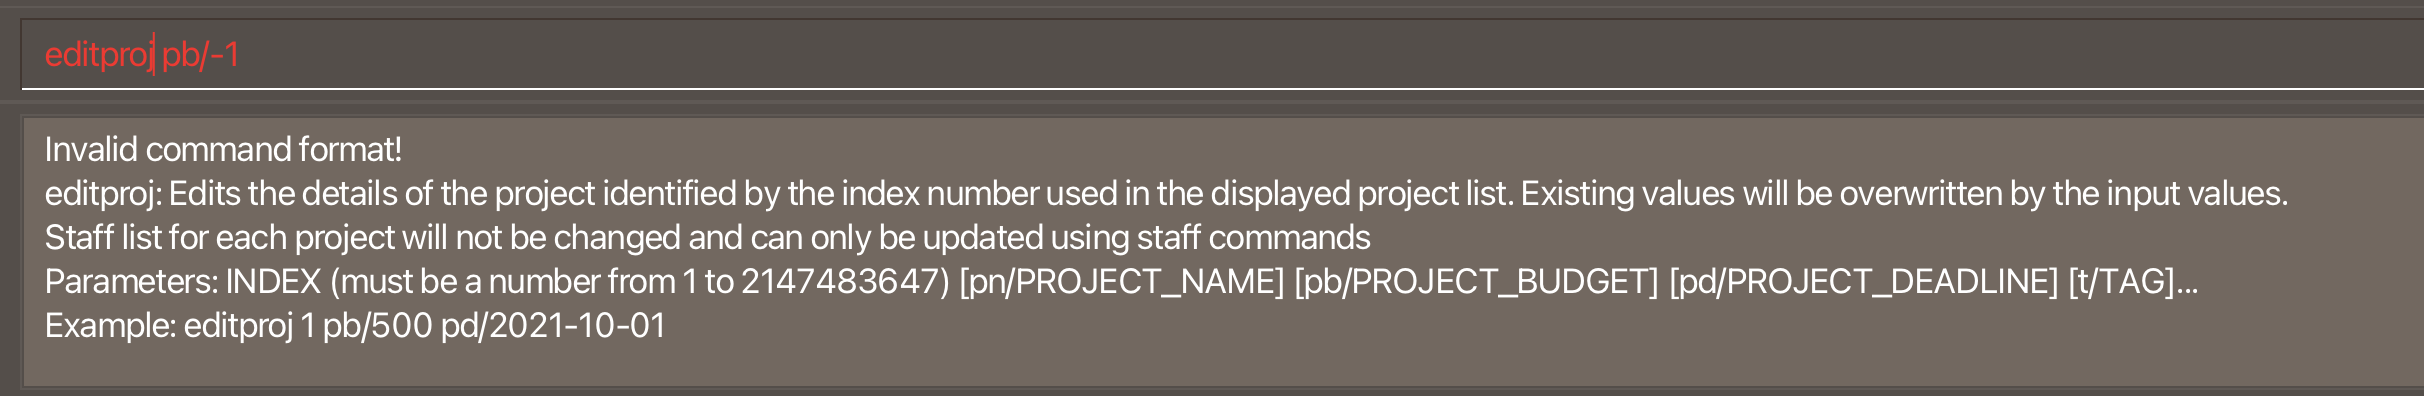 editproj pb/-1
Invalid command format!
editproj: Edits the details of the project identified by the index number used in the displayed project list. Existing values will be overwritten by the input values.
Staff list for each project will not be changed and can only be updated using staff commands
Parameters: INDEX (must be a number from 1 to 2147483647) [pn/PROJECT_NAME] [pb/PROJECT_BUDGET] [pd/PROJECT_DEADLINE] [t/TAG]...
Example: editproj 1 pb/500 pd/2021-10-01